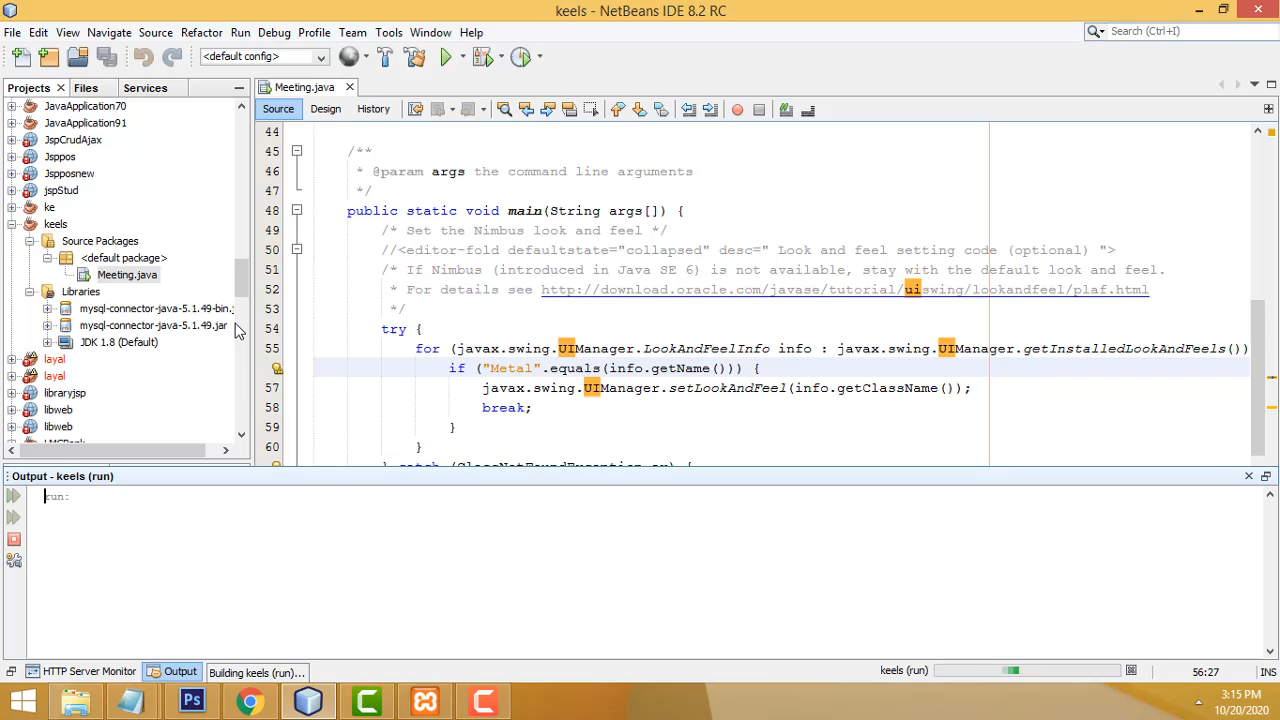 keels - NetBeans IDE 8.2 RC
File Edit View Navigate Source Refactor Run Debug Profile Team Tools Window Help
Search (Ctrl+I)
<default config>
Projects Files Services
Meeting.java
Source Design History
JavaApplication70
JavaApplication91
JspCrudAjax
Jsppos
Jspposnew
jspStud
ke
keels
Source Packages
<default package>
Meeting.java
Libraries
mysql-connector-java-5.1.49-bin.j
mysql-connector-java-5.1.49.jar
JDK 1.8 (Default)
layal
layal
libraryjsp
libweb
libweb
44
45 /**
46 * @param args the command line arguments
47 */
48 public static void main(String args[]) {
49 /* Set the Nimbus look and feel */
50 //<editor-fold defaultstate="collapsed" desc=" Look and feel setting code (optional) ">
51 /* If Nimbus (introduced in Java SE 6) is not available, stay with the default look and feel.
52 * For details see http://download.oracle.com/javase/tutorial/uiswing/lookandfeel/plaf.html
53 */
54 try {
55 for (javax.swing.UIManager.LookAndFeelInfo info : javax.swing.UIManager.getInstalledLookAndFeels())
if ("Metal".equals(info.getName())) {
57 javax.swing.UIManager.setLookAndFeel(info.getClassName());
58 break;
59 }
60 }
} catch (ClassNotFoundException ex) {
Output - keels (run)
run:
HTTP Server Monitor Output Building keels (run)... keels (run) 56:27 INS
Ps
3:15 PM
10/20/2020